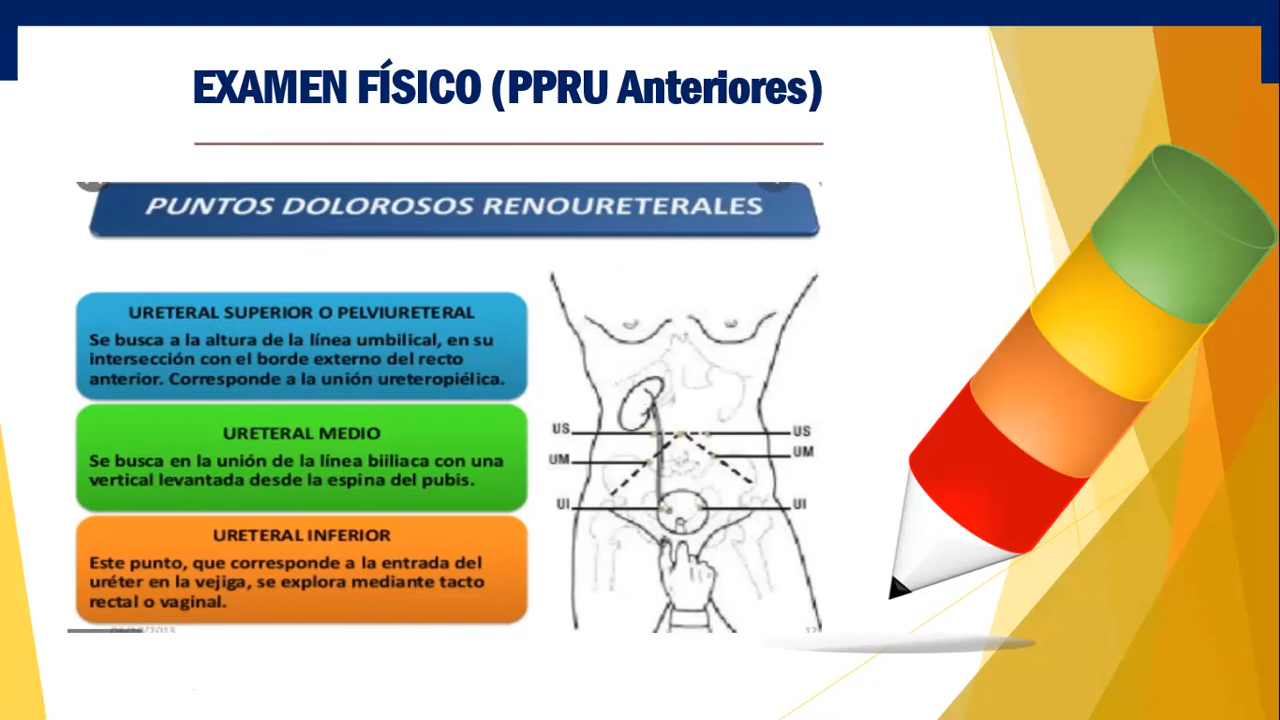 EXAMEN FÍSICO (PPRU Anteriores)
PUNTOS DOLOROSOS RENOURETERALES
URETERAL SUPERIOR O PELVIURETERAL
Se busca a la altura de la línea umbilical, en su
intersección con el borde externo del recto
anterior. Corresponde a la unión ureteropiélica.
URETERAL MEDIO
Se busca en la unión de la línea biiliaca con una
vertical levantada desde la espina del pubis.
URETERAL INFERIOR
Este punto, que corresponde a la entrada del
uréter en la vejiga, se explora mediante tacto
rectal o vaginal.
US
US
UM
UM
UI
UI